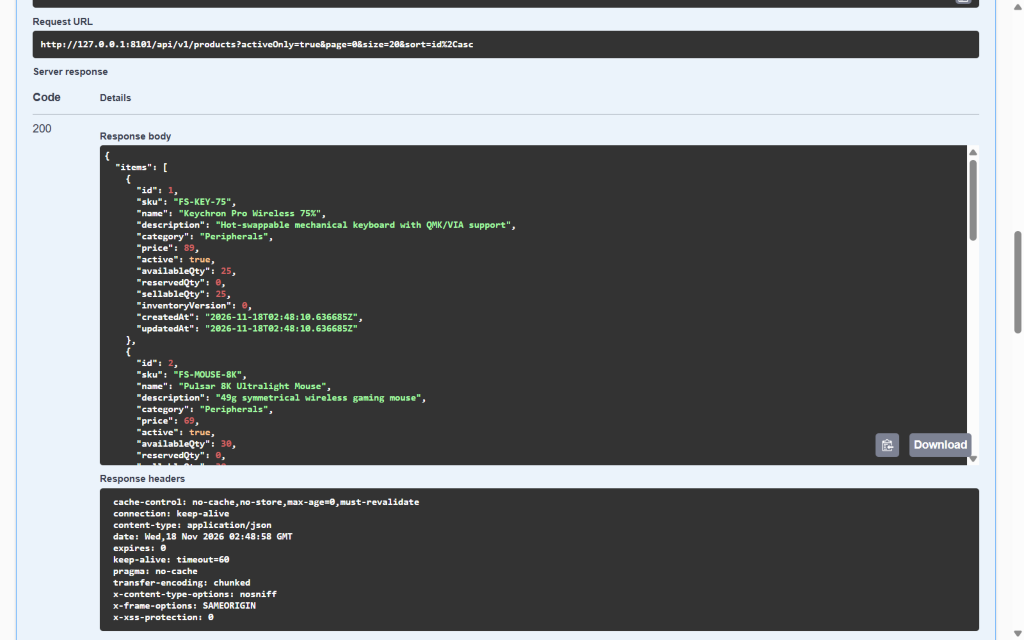 Request URL
http://127.0.0.1:8101/api/v1/products?activeOnly=true&page=0&size=20&sort=id%2Casc
Server response
Code Details
200
Response body
{
  "items": [
    {
      "id": 1,
      "sku": "FS-KEY-75",
      "name": "Keychron Pro Wireless 75%",
      "description": "Hot-swappable mechanical keyboard with QMK/VIA support",
      "category": "Peripherals",
      "price": 89,
      "active": true,
      "availableQty": 25,
      "reservedQty": 0,
      "sellableQty": 25,
      "inventoryVersion": 0,
      "createdAt": "2026-11-18T02:48:10.636685Z",
      "updatedAt": "2026-11-18T02:48:10.636685Z"
    },
    {
      "id": 2,
      "sku": "FS-MOUSE-8K",
      "name": "Pulsar 8K Ultralight Mouse",
      "description": "49g symmetrical wireless gaming mouse",
      "category": "Peripherals",
      "price": 69,
      "active": true,
      "availableQty": 30,
      "reservedQty": 0,
Download
Response headers
cache-control: no-cache,no-store,max-age=0,must-revalidate
connection: keep-alive
content-type: application/json
date: Wed,18 Nov 2026 02:48:58 GMT
expires: 0
keep-alive: timeout=60
pragma: no-cache
transfer-encoding: chunked
x-content-type-options: nosniff
x-frame-options: SAMEORIGIN
x-xss-protection: 0